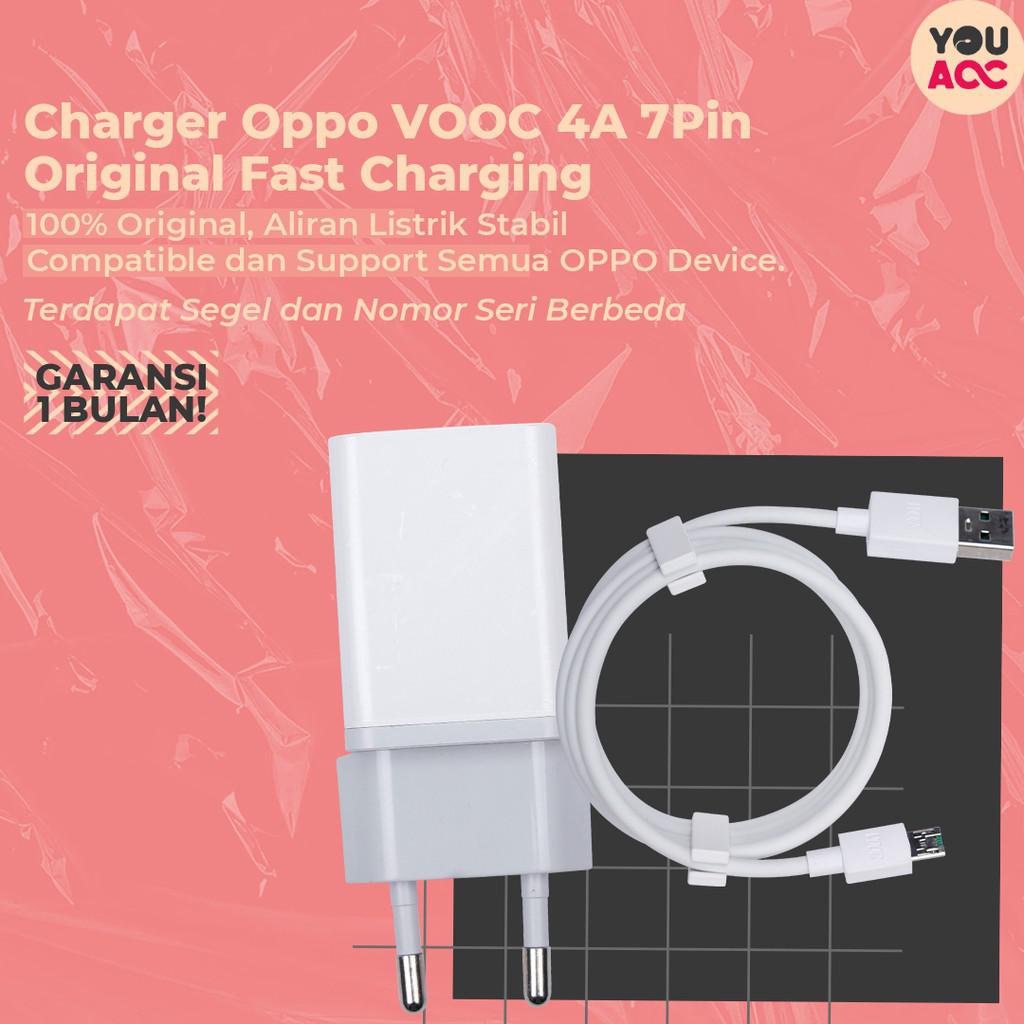 YOU
ACC
Charger Oppo VOOC 4A 7Pin
Original Fast Charging
100% Original, Aliran Listrik Stabil
Compatible dan Support Semua OPPO Device.
Terdapat Segel dan Nomor Seri Berbeda
GARANSI
1 BULAN!